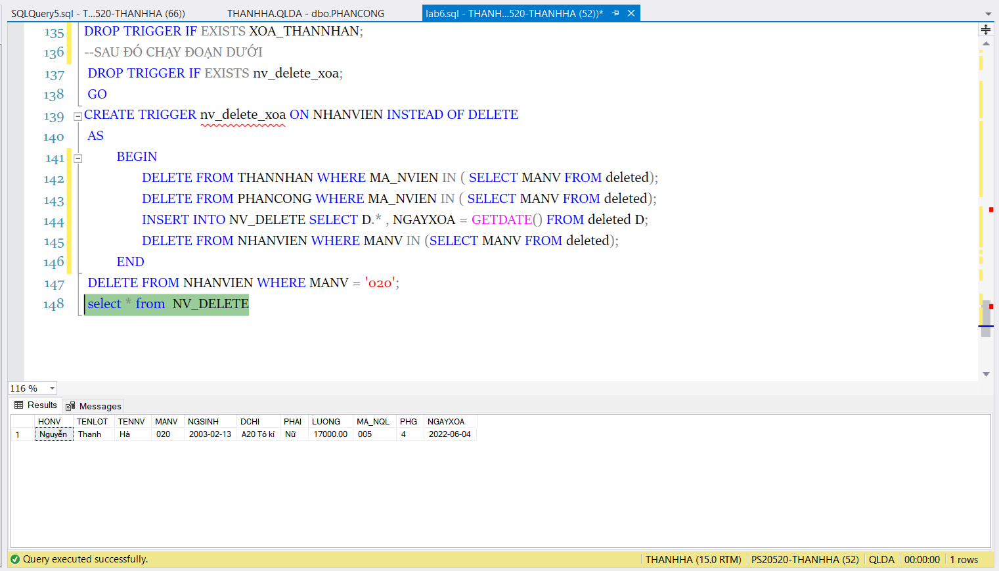 SQLQuery5.sql - T...520-THANHHA (66))
THANHHA.QLDA - dbo.PHANCONG
lab6.sql - THANH...520-THANHHA (52))*
135 DROP TRIGGER IF EXISTS XOA_THANNHAN;
136 --SAU ĐÓ CHẠY ĐOẠN DƯỚI
137 DROP TRIGGER IF EXISTS nv_delete_xoa;
138 GO
139 CREATE TRIGGER nv_delete_xoa ON NHANVIEN INSTEAD OF DELETE
140 AS
141 BEGIN
142 DELETE FROM THANNHAN WHERE MA_NVIEN IN ( SELECT MANV FROM deleted);
143 DELETE FROM PHANCONG WHERE MA_NVIEN IN ( SELECT MANV FROM deleted);
144 INSERT INTO NV_DELETE SELECT D.* , NGAYXOA = GETDATE() FROM deleted D;
145 DELETE FROM NHANVIEN WHERE MANV IN (SELECT MANV FROM deleted);
146 END
147 DELETE FROM NHANVIEN WHERE MANV = '020';
148 select * from NV_DELETE
116 %
Results Messages
HONV TENLOT TENNV MANV NGSINH DCHI PHAI LUONG MA_NQL PHG NGAYXOA
1 Nguyễn Thanh Hà 020 2003-02-13 A20 Tô kí Nữ 17000.00 005 4 2022-06-04
Query executed successfully. THANHHA (15.0 RTM) PS20520-THANHHA (52) QLDA 00:00:00 1 rows